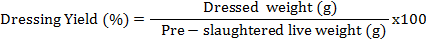 Dressing Yield (%) = Dressed weight (g) / Pre − slaughtered live weight (g) x100